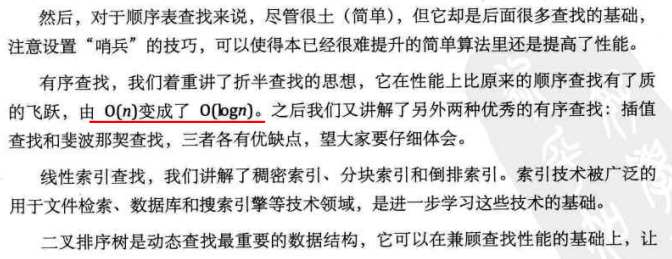 然后，对于顺序表查找来说，尽管很土（简单），但它却是后面很多查找的基础，
注意设置“哨兵”的技巧，可以使得本已经很难提升的简单算法里还是提高了性能。
有序查找，我们着重讲了折半查找的思想，它在性能上比原来的顺序查找有了质
的飞跃，由 O(n)变成了 O(logn)。之后我们又讲解了另外两种优秀的有序查找：插值
查找和斐波那契查找，三者各有优缺点，望大家要仔细体会。
线性索引查找，我们讲解了稠密索引、分块索引和倒排索引。索引技术被广泛的
用于文件检索、数据库和搜索引擎等技术领域，是进一步学习这些技术的基础。
二叉排序树是动态查找最重要的数据结构，它可以在兼顾查找性能的基础上，让